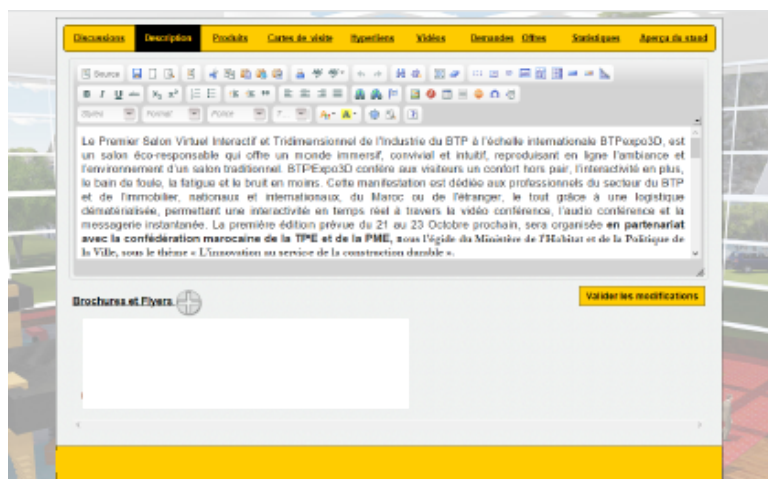 Discussions Description Produits Cartes de visite Hyperliens Vidéos Demandes Offres Statistiques Aperçu du stand
Source
B I U
Styles Format Police T...
Le Premier Salon Virtuel Interactif et Tridimensionnel de l'Industrie du BTP à l'échelle internationale BTPexpo3D, est
un salon éco-responsable qui offre un monde immersif, convivial et intuitif, reproduisant en ligne l'ambiance et
l'environnement d'un salon traditionnel. BTPExpo3D confère aux visiteurs un confort hors pair, l'interactivité en plus,
le bain de foule, la fatigue et le bruit en moins. Cette manifestation est dédiée aux professionnels du secteur du BTP
et de l'immobilier, nationaux et internationaux, du Maroc ou de l'étranger, le tout grâce à une logistique
dématérialisée, permettant une interactivité en temps réel à travers la vidéo conférence, l'audio conférence et la
messagerie instantanée. La première édition prévue du 21 au 23 Octobre prochain, sera organisée en partenariat
avec la confédération marocaine de la TPE et de la PME, sous l'égide du Ministère de l'Habitat et de la Politique de
la Ville, sous le thème « L'innovation au service de la construction durable ».
Brochures et Flyers
Valider les modifications